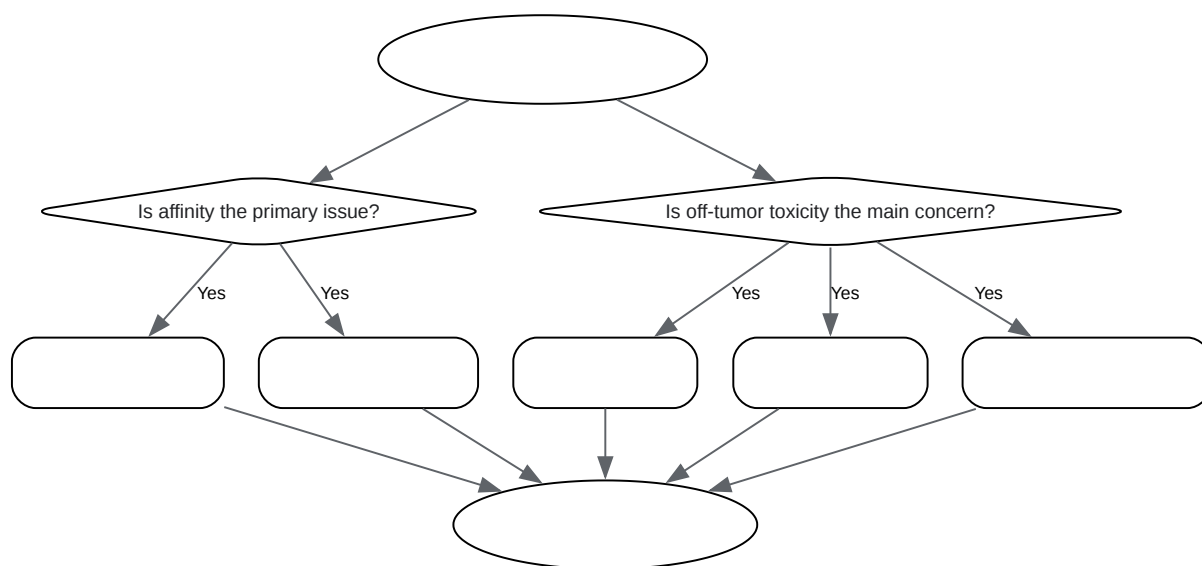 Is affinity the primary issue?
Is off-tumor toxicity the main concern?
Yes
Yes
Yes
Yes
Yes